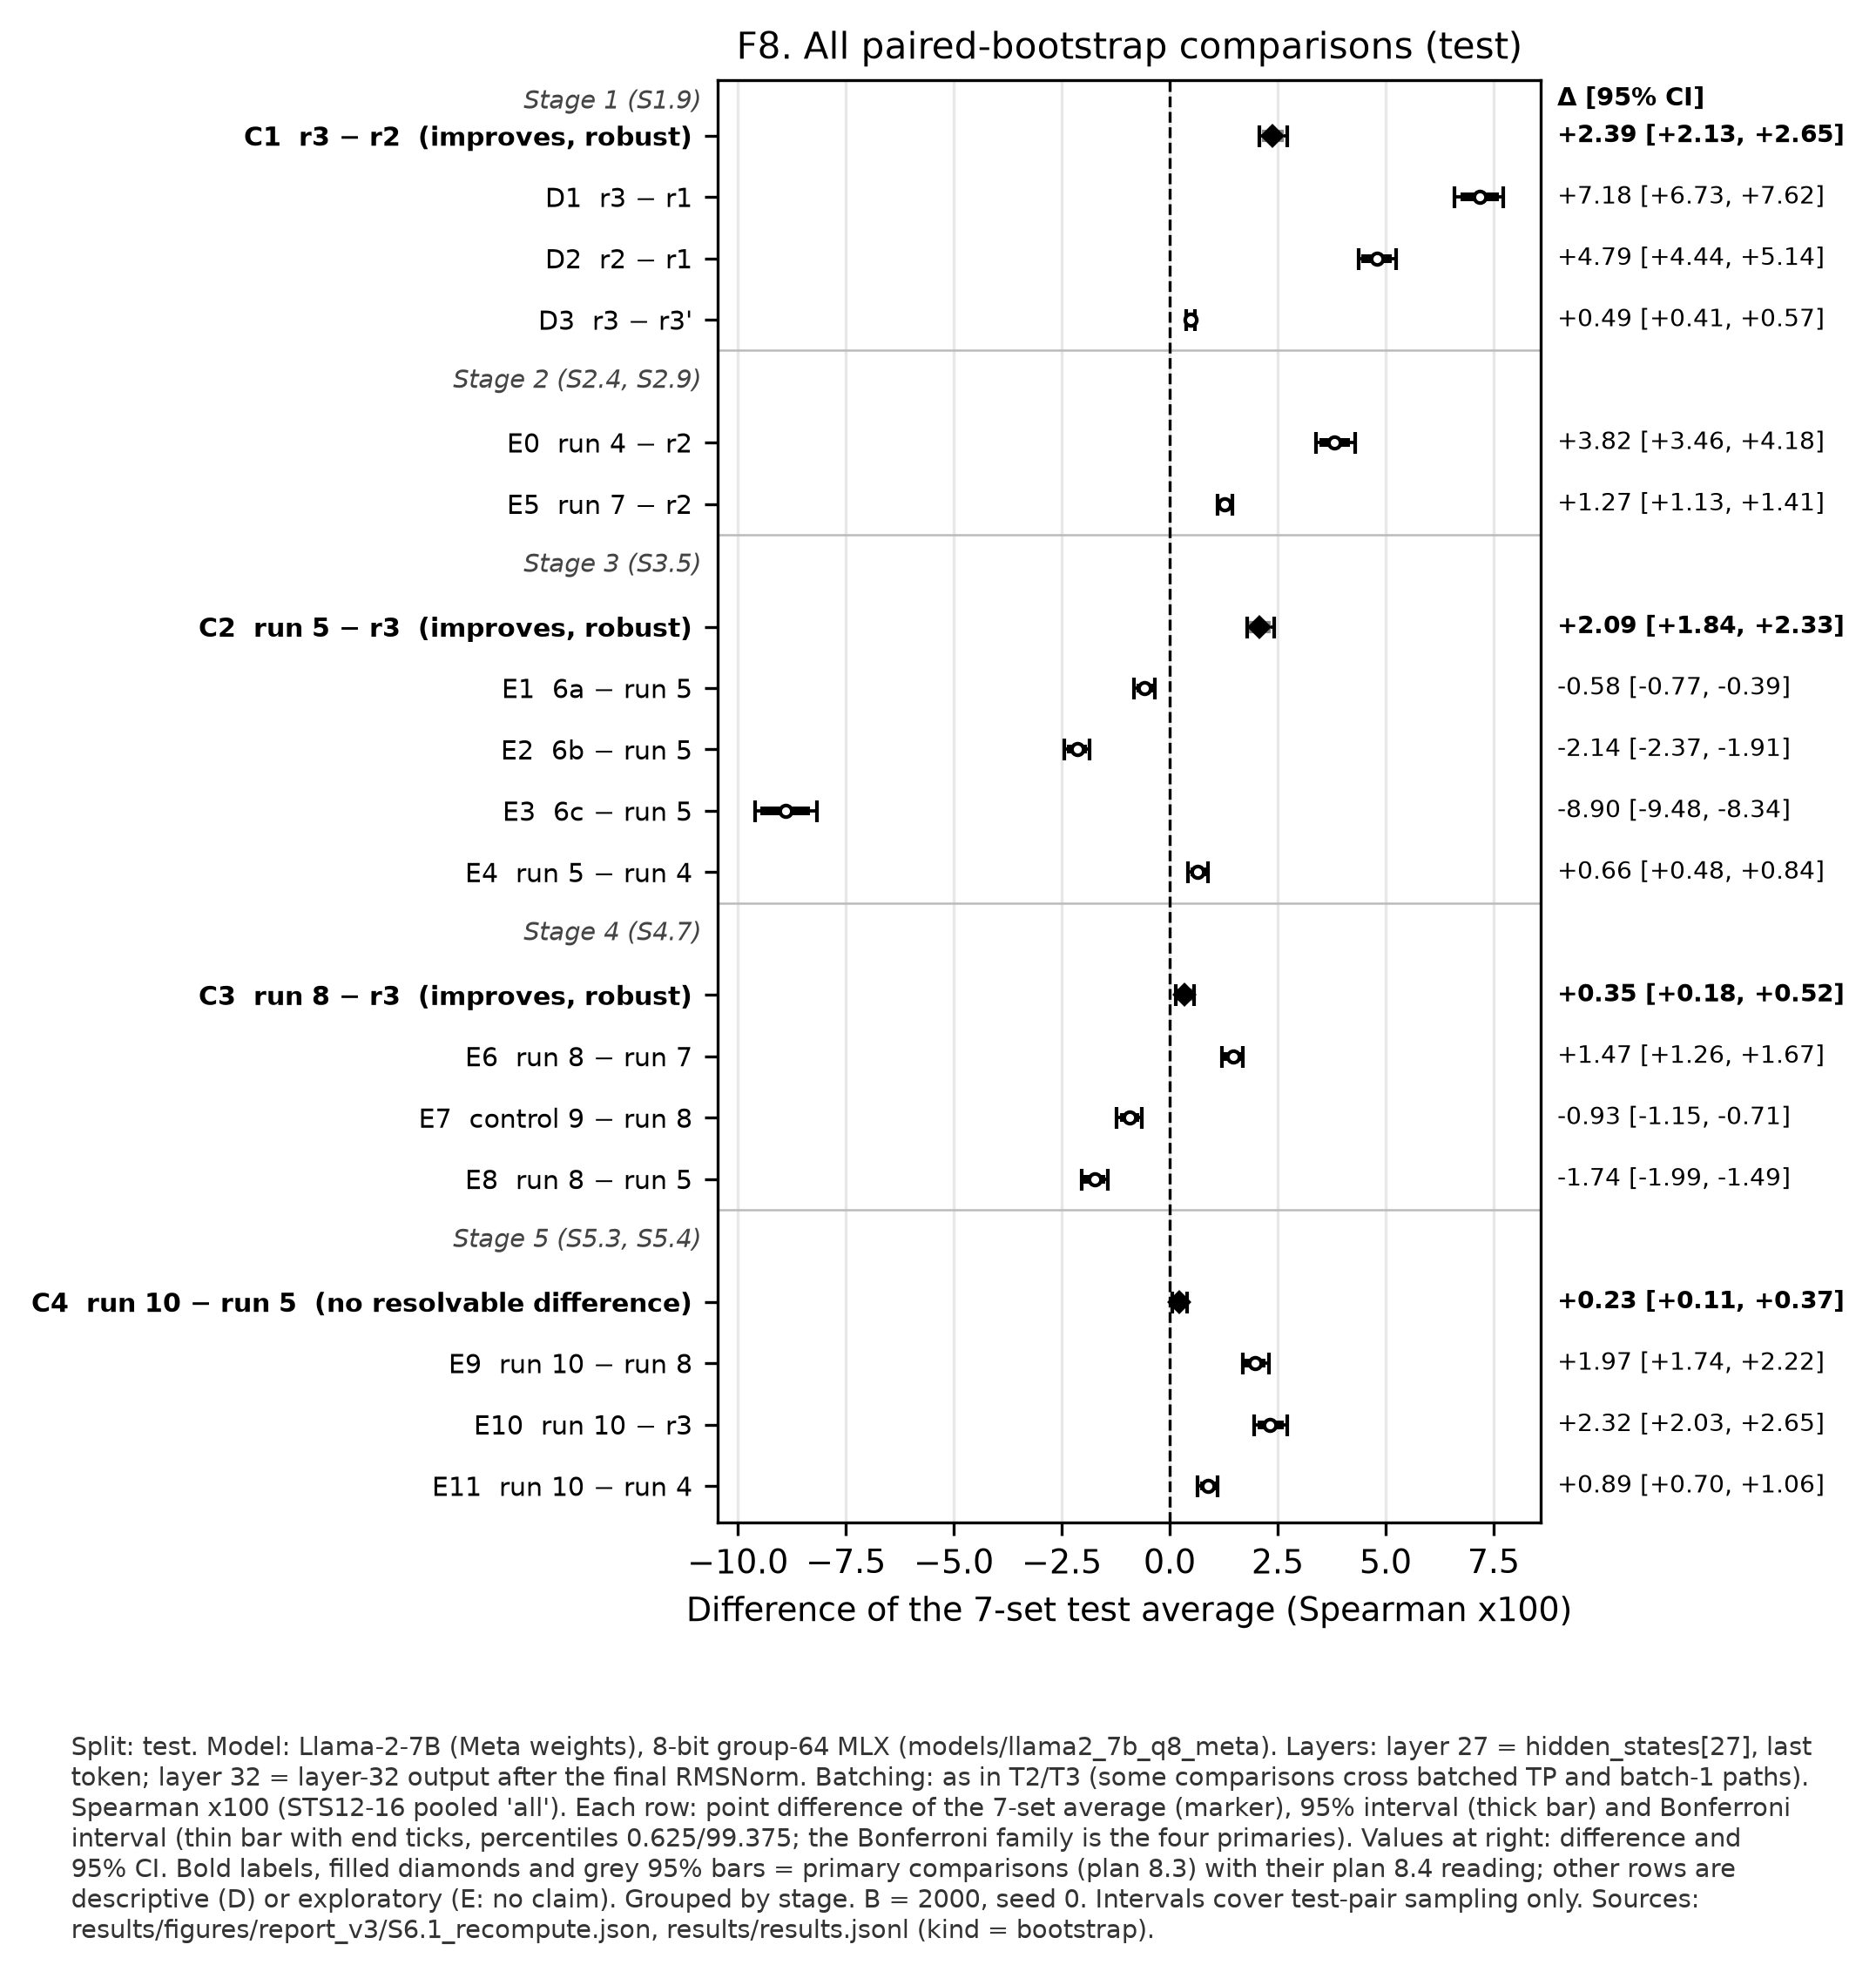 F8. All paired-bootstrap comparisons (test)
Stage 1 (S1.9)
Δ [95% CI]
C1 r3 − r2 (improves, robust)
+2.39 [+2.13, +2.65]
D1 r3 − r1
+7.18 [+6.73, +7.62]
D2 r2 − r1
+4.79 [+4.44, +5.14]
D3 r3 − r3'
+0.49 [+0.41, +0.57]
Stage 2 (S2.4, S2.9)
E0 run 4 − r2
+3.82 [+3.46, +4.18]
E5 run 7 − r2
+1.27 [+1.13, +1.41]
Stage 3 (S3.5)
C2 run 5 − r3 (improves, robust)
+2.09 [+1.84, +2.33]
E1 6a − run 5
-0.58 [-0.77, -0.39]
E2 6b − run 5
-2.14 [-2.37, -1.91]
E3 6c − run 5
-8.90 [-9.48, -8.34]
E4 run 5 − run 4
+0.66 [+0.48, +0.84]
Stage 4 (S4.7)
C3 run 8 − r3 (improves, robust)
+0.35 [+0.18, +0.52]
E6 run 8 − run 7
+1.47 [+1.26, +1.67]
E7 control 9 − run 8
-0.93 [-1.15, -0.71]
E8 run 8 − run 5
-1.74 [-1.99, -1.49]
Stage 5 (S5.3, S5.4)
C4 run 10 − run 5 (no resolvable difference)
+0.23 [+0.11, +0.37]
E9 run 10 − run 8
+1.97 [+1.74, +2.22]
E10 run 10 − r3
+2.32 [+2.03, +2.65]
E11 run 10 − run 4
+0.89 [+0.70, +1.06]
−10.0 −7.5 −5.0 −2.5 0.0 2.5 5.0 7.5
Difference of the 7-set test average (Spearman x100)
Split: test. Model: Llama-2-7B (Meta weights), 8-bit group-64 MLX (models/llama2_7b_q8_meta). Layers: layer 27 = hidden_states[27], last
token; layer 32 = layer-32 output after the final RMSNorm. Batching: as in T2/T3 (some comparisons cross batched TP and batch-1 paths).
Spearman x100 (STS12-16 pooled 'all'). Each row: point difference of the 7-set average (marker), 95% interval (thick bar) and Bonferroni
interval (thin bar with end ticks, percentiles 0.625/99.375; the Bonferroni family is the four primaries). Values at right: difference and
95% CI. Bold labels, filled diamonds and grey 95% bars = primary comparisons (plan 8.3) with their plan 8.4 reading; other rows are
descriptive (D) or exploratory (E: no claim). Grouped by stage. B = 2000, seed 0. Intervals cover test-pair sampling only. Sources:
results/figures/report_v3/S6.1_recompute.json, results/results.jsonl (kind = bootstrap).